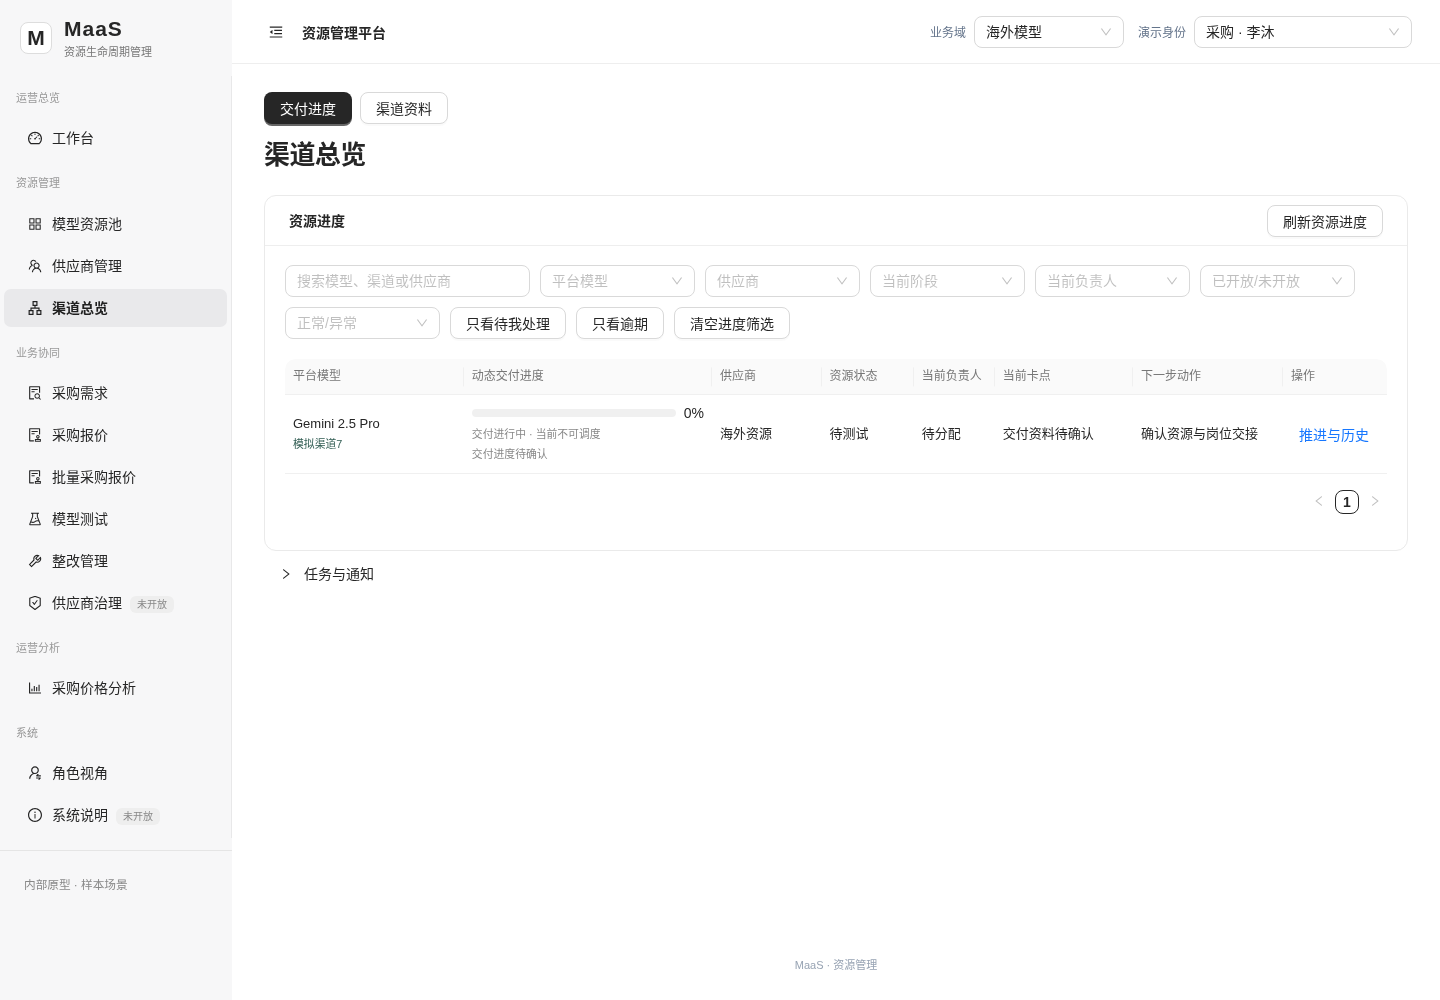 M
MaaS
资源生命周期管理
运营总览
工作台
资源管理
模型资源池
供应商管理
渠道总览
业务协同
采购需求
采购报价
批量采购报价
模型测试
整改管理
供应商治理 未开放
运营分析
采购价格分析
系统
角色视角
系统说明 未开放
内部原型 · 样本场景
资源管理平台
业务域 海外模型 演示身份 采购 · 李沐
交付进度 渠道资料
渠道总览
资源进度 刷新资源进度
搜索模型、渠道或供应商 平台模型 供应商 当前阶段 当前负责人 已开放/未开放
正常/异常 只看待我处理 只看逾期 清空进度筛选
平台模型 动态交付进度 供应商 资源状态 当前负责人 当前卡点 下一步动作 操作
Gemini 2.5 Pro
模拟渠道7
0%
交付进行中 · 当前不可调度
交付进度待确认
海外资源 待测试 待分配 交付资料待确认 确认资源与岗位交接 推进与历史
1
任务与通知
MaaS · 资源管理